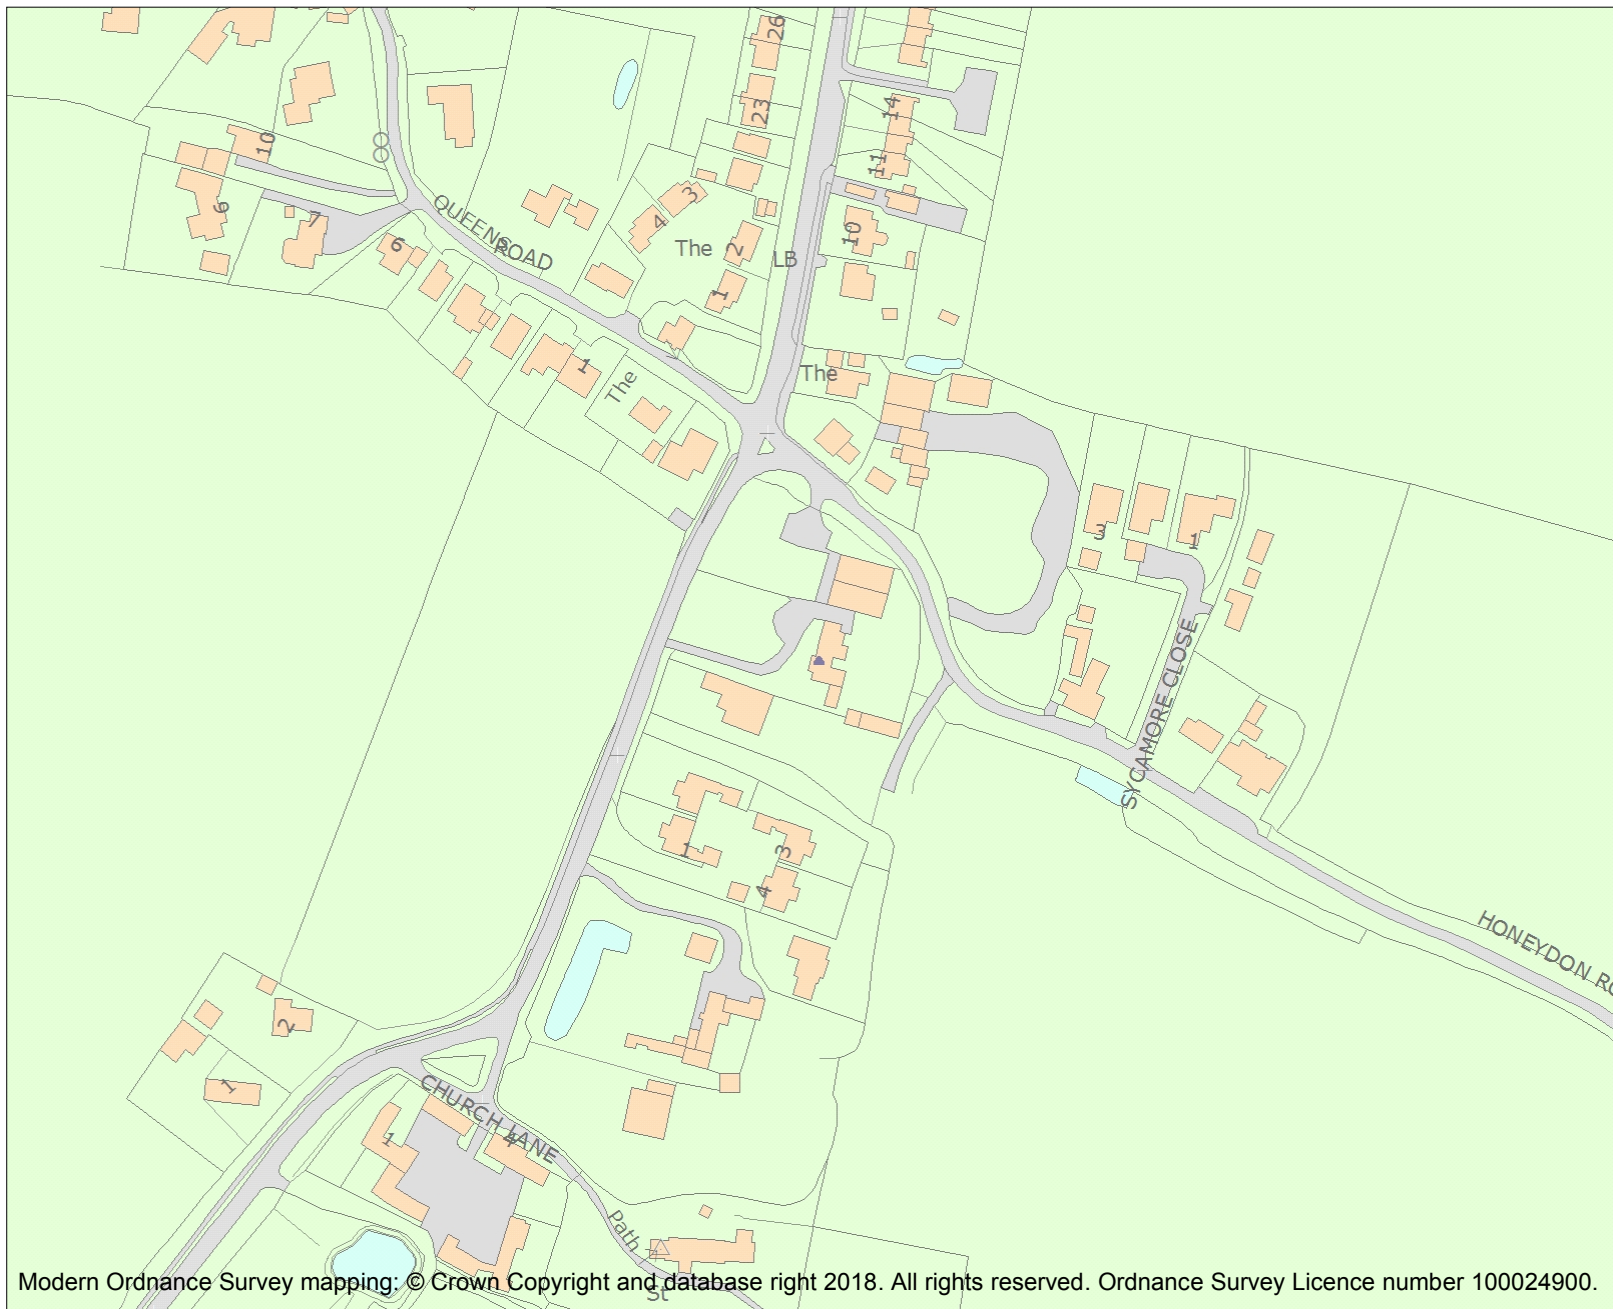 26
23
14
11
10
9
7
6
QUEENS ROAD
8
3
4
The
2
1
LB
10
1
The
The
3
1
SYCAMORE CLOSE
1
3
4
HONEYDON RO
2
1
CHURCH LANE
1
4
Path
St
Modern Ordnance Survey mapping: © Crown Copyright and database right 2018. All rights reserved. Ordnance Survey Licence number 100024900.